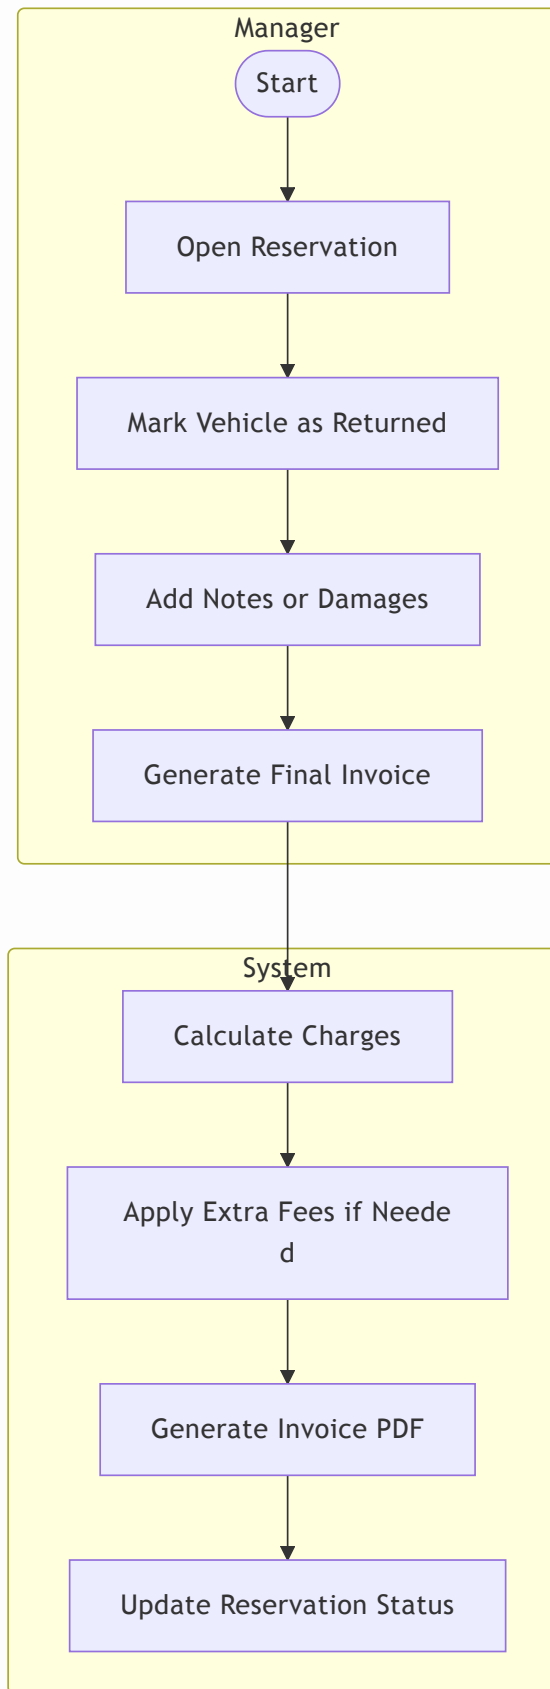 Manager
Start
Open Reservation
Mark Vehicle as Returned
Add Notes or Damages
Generate Final Invoice
System
Calculate Charges
Apply Extra Fees if Neede
d
Generate Invoice PDF
Update Reservation Status